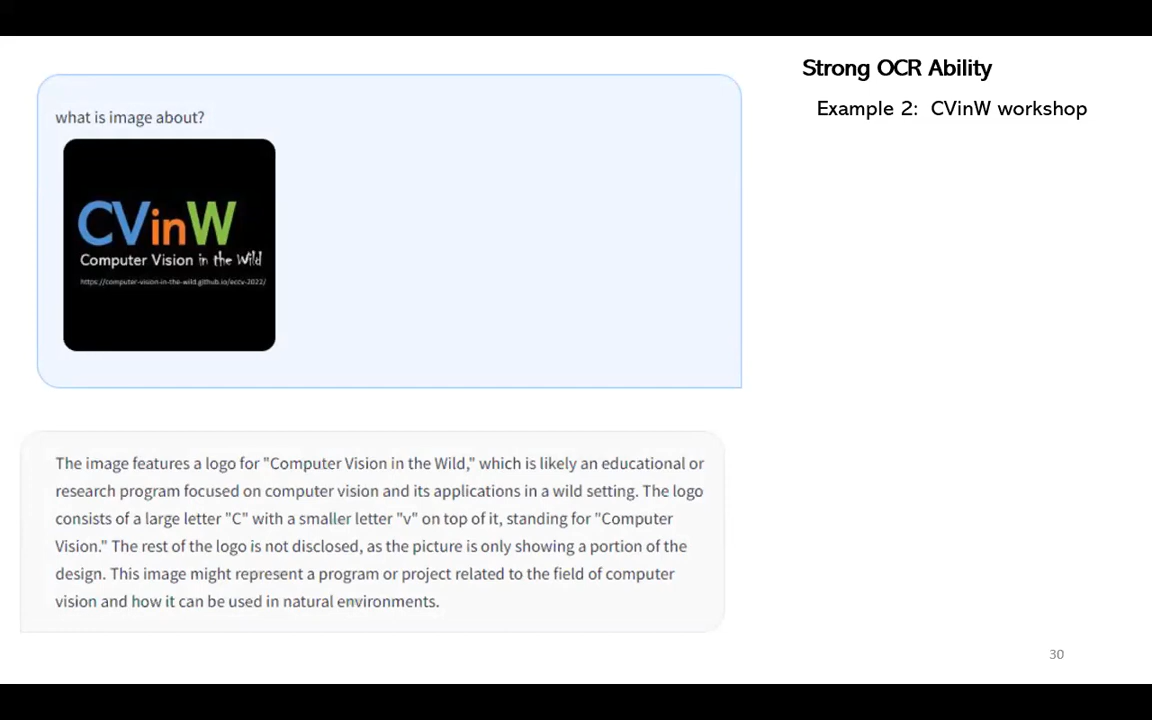 Strong OCR Ability
Example 2: CVinW workshop
what is image about?
CVinW
Computer Vision in the Wild
https://computer-vision-in-the-wild.github.io/eccv-2022/
The image features a logo for "Computer Vision in the Wild," which is likely an educational or
research program focused on computer vision and its applications in a wild setting. The logo
consists of a large letter "C" with a smaller letter "v" on top of it, standing for "Computer
Vision." The rest of the logo is not disclosed, as the picture is only showing a portion of the
design. This image might represent a program or project related to the field of computer
vision and how it can be used in natural environments.
30